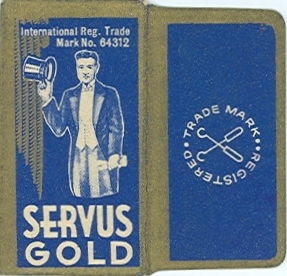 International Reg. Trade
Mark No. 64312
SERVUS
GOLD
• TRADE MARK •
REGISTERED